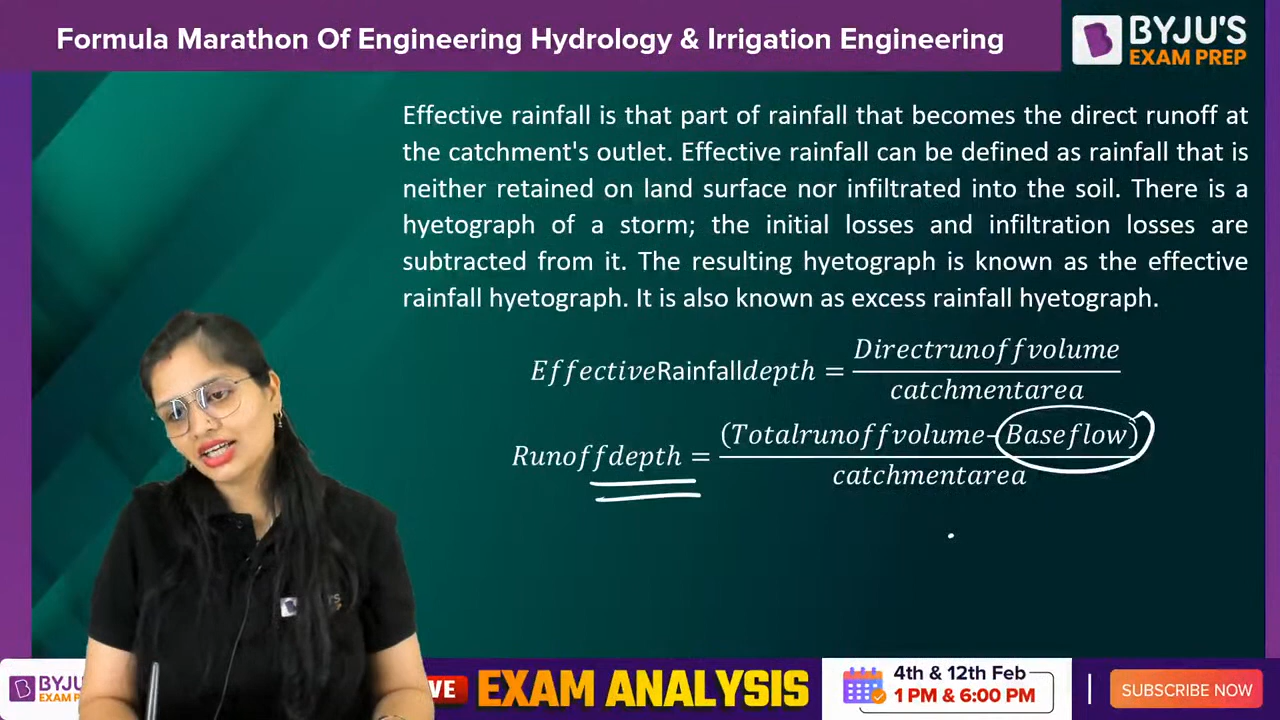 Formula Marathon Of Engineering Hydrology & Irrigation Engineering
BYJU'S
EXAM PREP
Effective rainfall is that part of rainfall that becomes the direct runoff at
the catchment's outlet. Effective rainfall can be defined as rainfall that is
neither retained on land surface nor infiltrated into the soil. There is a
hyetograph of a storm; the initial losses and infiltration losses are
subtracted from it. The resulting hyetograph is known as the effective
rainfall hyetograph. It is also known as excess rainfall hyetograph.
EffectiveRainfalldepth = Directrunoffvolume
catchmentarea
Runoffdepth = (Totalrunoffvolume-Baseflow)
catchmentarea
BYJU'S
EXAM PREP
EXAM ANALYSIS
4th & 12th Feb
1 PM & 6:00 PM
SUBSCRIBE NOW